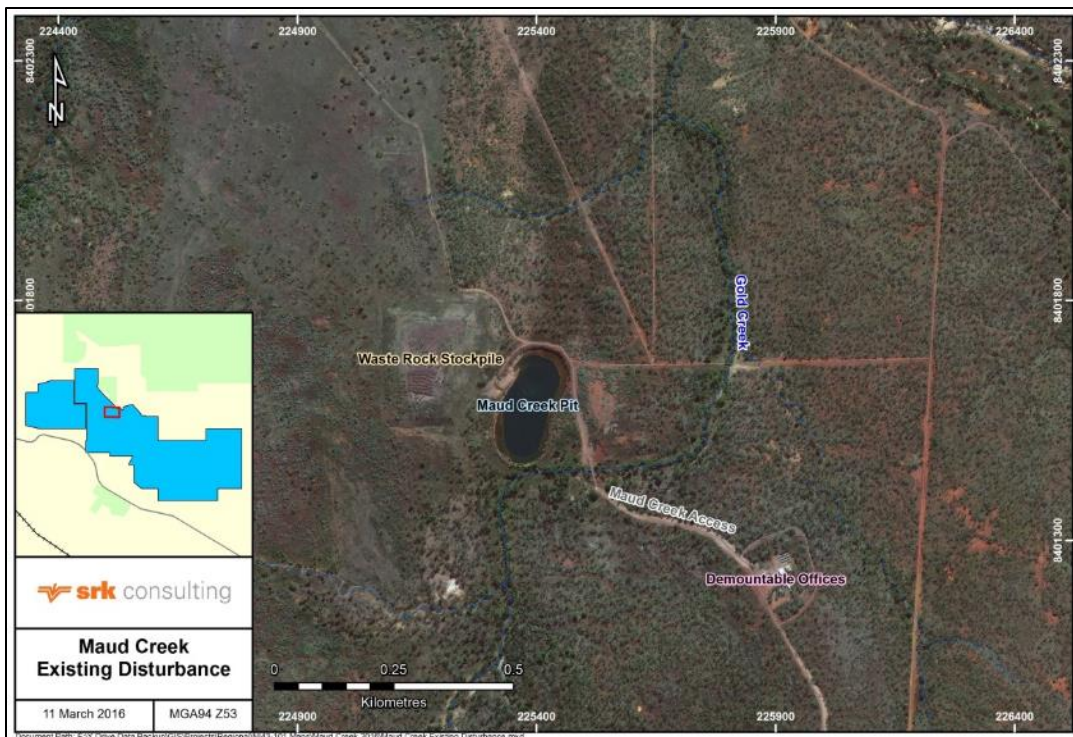 224400
224900
225400
225900
226400
8402300
8402300
N
8401800
8401800
Gold Creek
Waste Rock Stockpile
Maud Creek Pit
Maud Creek Access
8401300
Demountable Offices
srk consulting
Maud Creek
Existing Disturbance
0 0.25 0.5
Kilometres
11 March 2016 MGA94 Z53
224900
225400
225900
226400